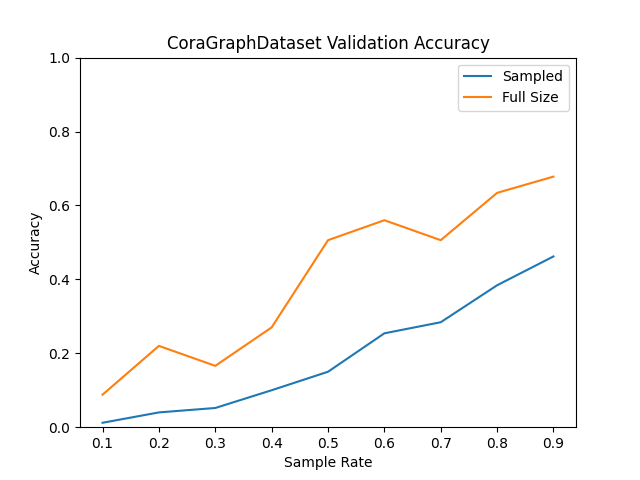 CoraGraphDataset Validation Accuracy
Sampled
Full Size
Accuracy
1.0
0.8
0.6
0.4
0.2
0.0
0.1 0.2 0.3 0.4 0.5 0.6 0.7 0.8 0.9
Sample Rate